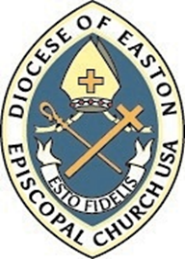 DIOCESE OF EASTON
ESTO FIDELIS
EPISCOPAL CHURCH USA